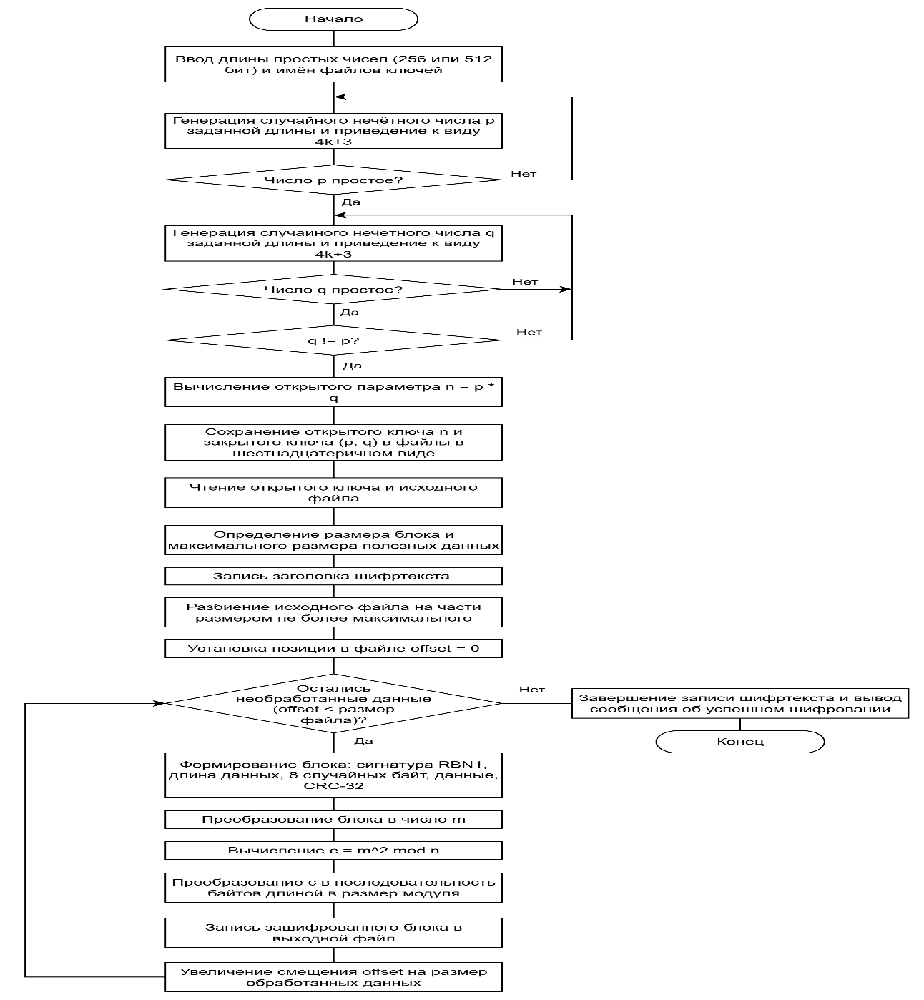 Начало
Ввод длины простых чисел (256 или 512
бит) и имён файлов ключей
Генерация случайного нечётного числа p
заданной длины и приведение к виду
4k+3
Число p простое?
Нет
Да
Генерация случайного нечётного числа q
заданной длины и приведение к виду
4k+3
Число q простое?
Нет
Да
q != p?
Нет
Да
Вычисление открытого параметра n = p *
q
Сохранение открытого ключа n и
закрытого ключа (p, q) в файлы в
шестнадцатеричном виде
Чтение открытого ключа и исходного
файла
Определение размера блока и
максимального размера полезных данных
Запись заголовка шифртекста
Разбиение исходного файла на части
размером не более максимального
Установка позиции в файле offset = 0
Остались
необработанные данные
(offset < размер
файла)?
Нет
Завершение записи шифртекста и вывод
сообщения об успешном шифровании
Конец
Да
Формирование блока: сигнатура RBN1,
длина данных, 8 случайных байт, данные,
CRC-32
Преобразование блока в число m
Вычисление c = m^2 mod n
Преобразование c в последовательность
байтов длиной в размер модуля
Запись зашифрованного блока в
выходной файл
Увеличение смещения offset на размер
обработанных данных